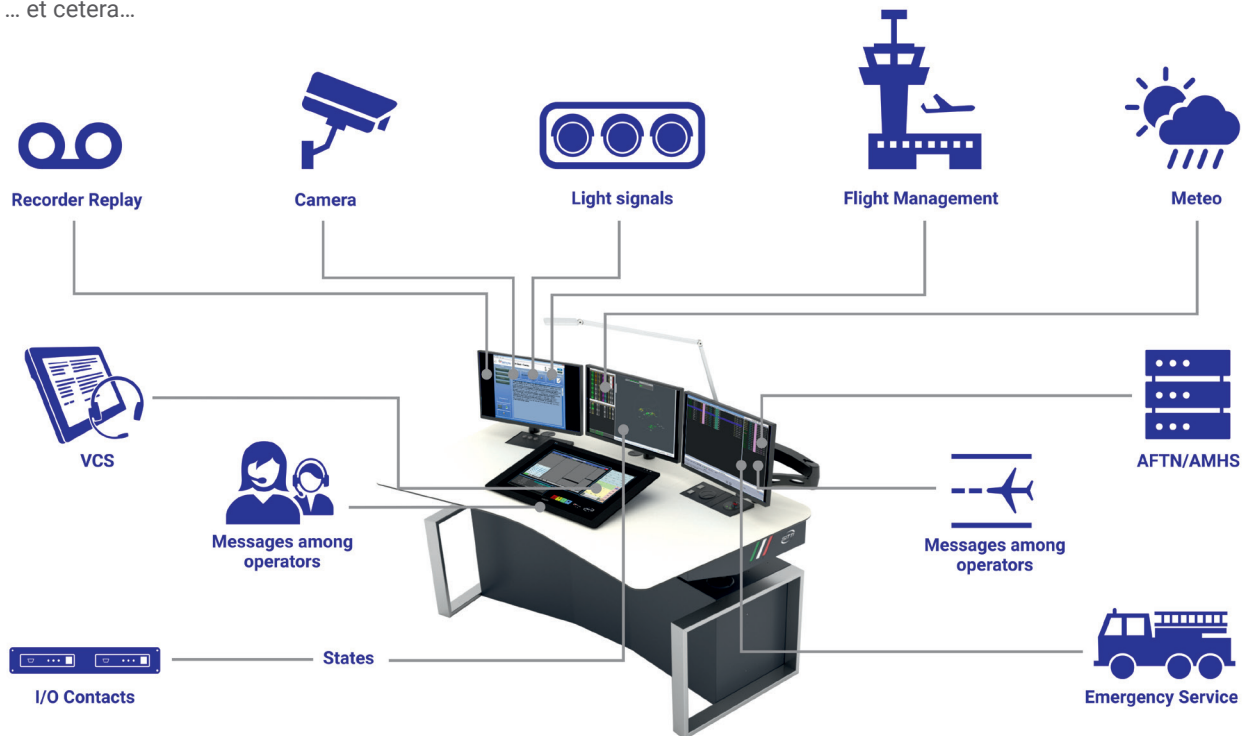 ... et cetera...
Recorder Replay
Camera
Light signals
Flight Management
Meteo
VCS
AFTN/AMHS
Messages among
operators
Messages among
operators
States
I/O Contacts
Emergency Service